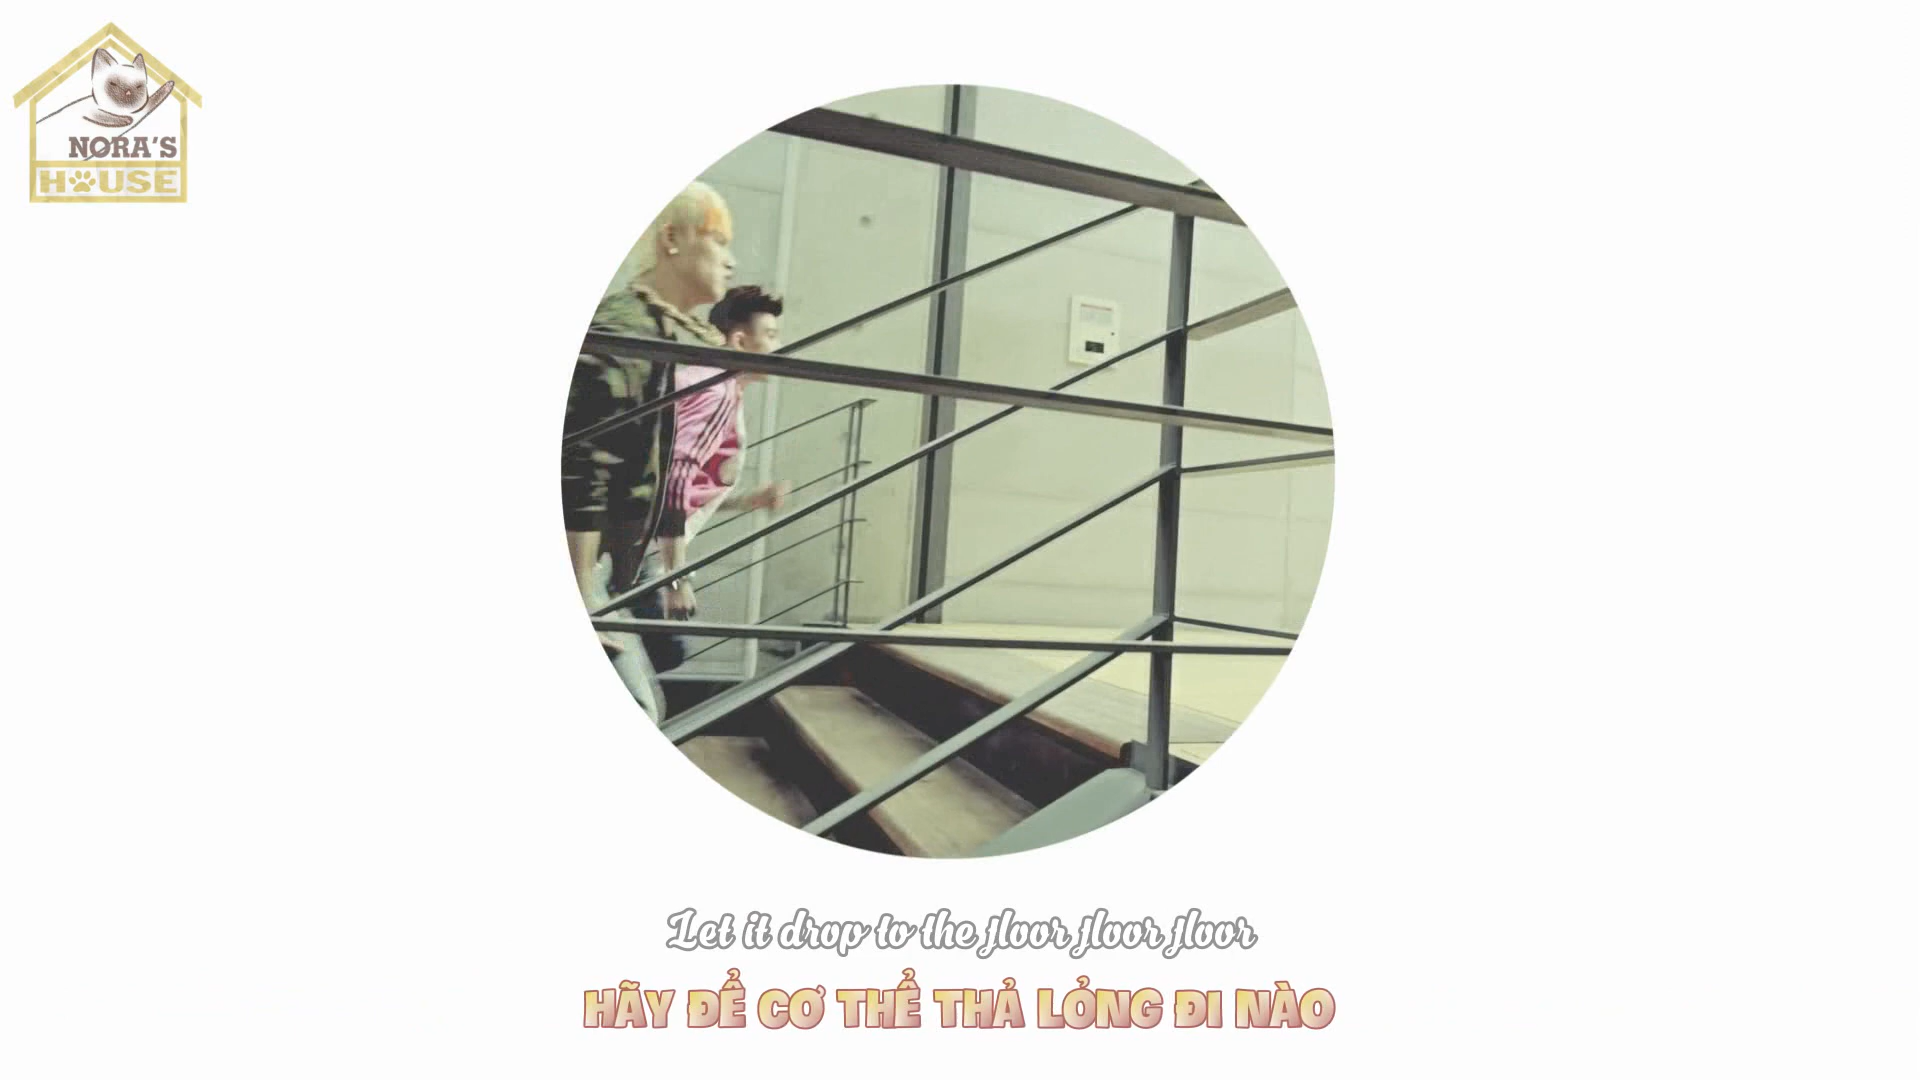 NORA'S
HOUSE
Let it drop to the floor floor floor
HÃY ĐỂ CƠ THỂ THẢ LỎNG ĐI NÀO